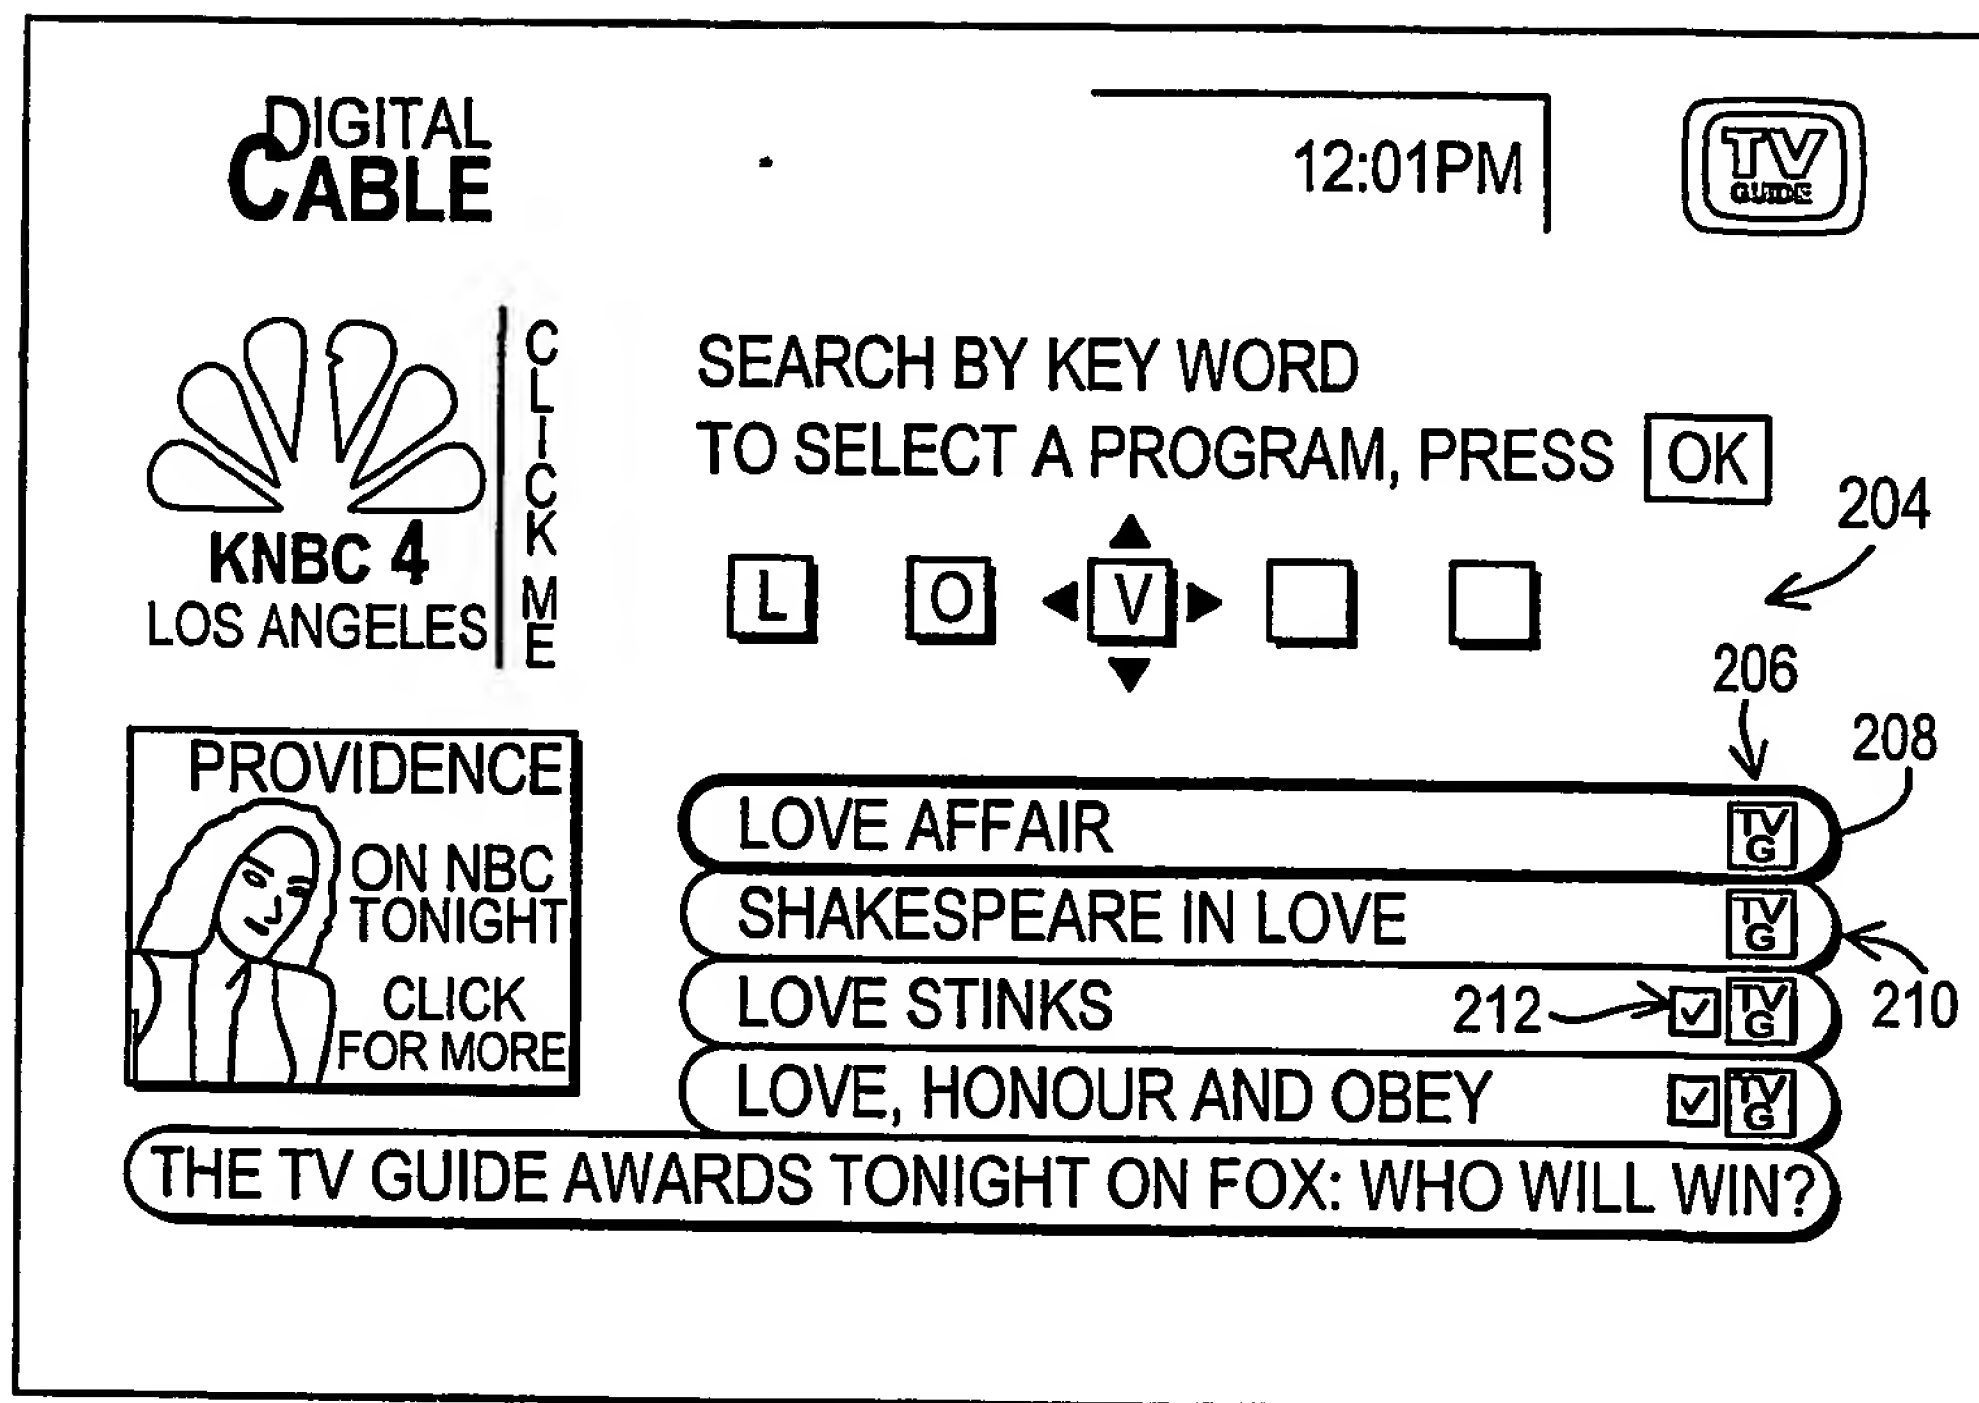 DIGITAL
CABLE
12:01PM
TV
GUIDE
KNBC 4
LOS ANGELES
CLICK ME
SEARCH BY KEY WORD
TO SELECT A PROGRAM, PRESS OK
204
L O V
206
208
PROVIDENCE
ON NBC
TONIGHT
CLICK
FOR MORE
LOVE AFFAIR TV G
SHAKESPEARE IN LOVE TV G
210
LOVE STINKS 212 TV G
LOVE, HONOUR AND OBEY TV G
THE TV GUIDE AWARDS TONIGHT ON FOX: WHO WILL WIN?